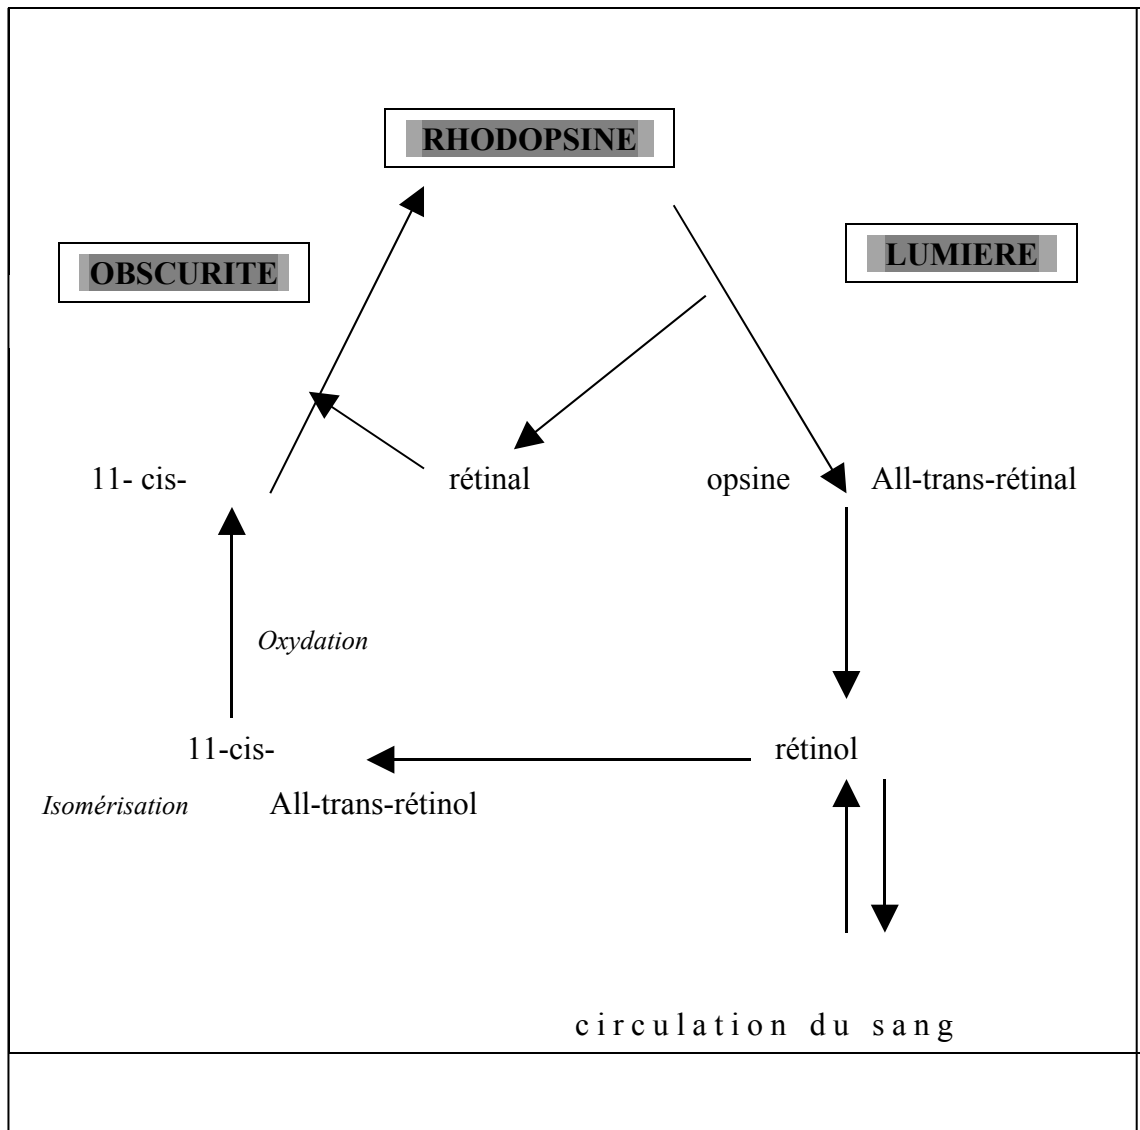 RHODOPSINE
LUMIERE
OBSCURITE
11- cis- rétinal opsine All-trans-rétinal
Oxydation
11-cis- rétinol
Isomérisation All-trans-rétinol
circulation du sang